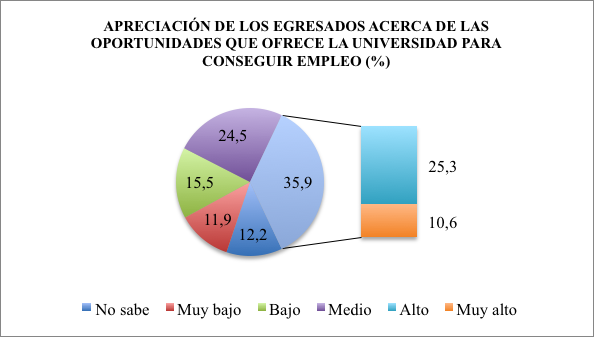 APRECIACIÓN DE LOS EGRESADOS ACERCA DE LAS
OPORTUNIDADES QUE OFRECE LA UNIVERSIDAD PARA
CONSEGUIR EMPLEO (%)
24,5
35,9
25,3
15,5
11,9
12,2
10,6
No sabe Muy bajo Bajo Medio Alto Muy alto